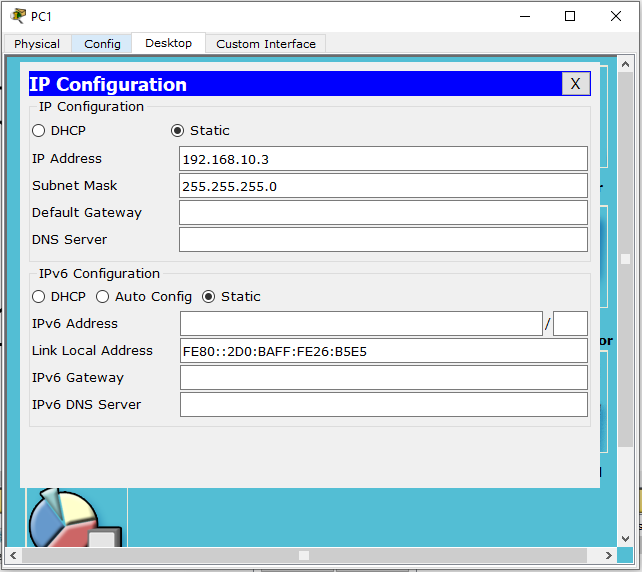 PC1
Physical Config Desktop Custom Interface
IP Configuration X
IP Configuration
DHCP Static
IP Address 192.168.10.3
Subnet Mask 255.255.255.0
Default Gateway
DNS Server
IPv6 Configuration
DHCP Auto Config Static
IPv6 Address /
Link Local Address FE80::2D0:BAFF:FE26:B5E5
IPv6 Gateway
IPv6 DNS Server